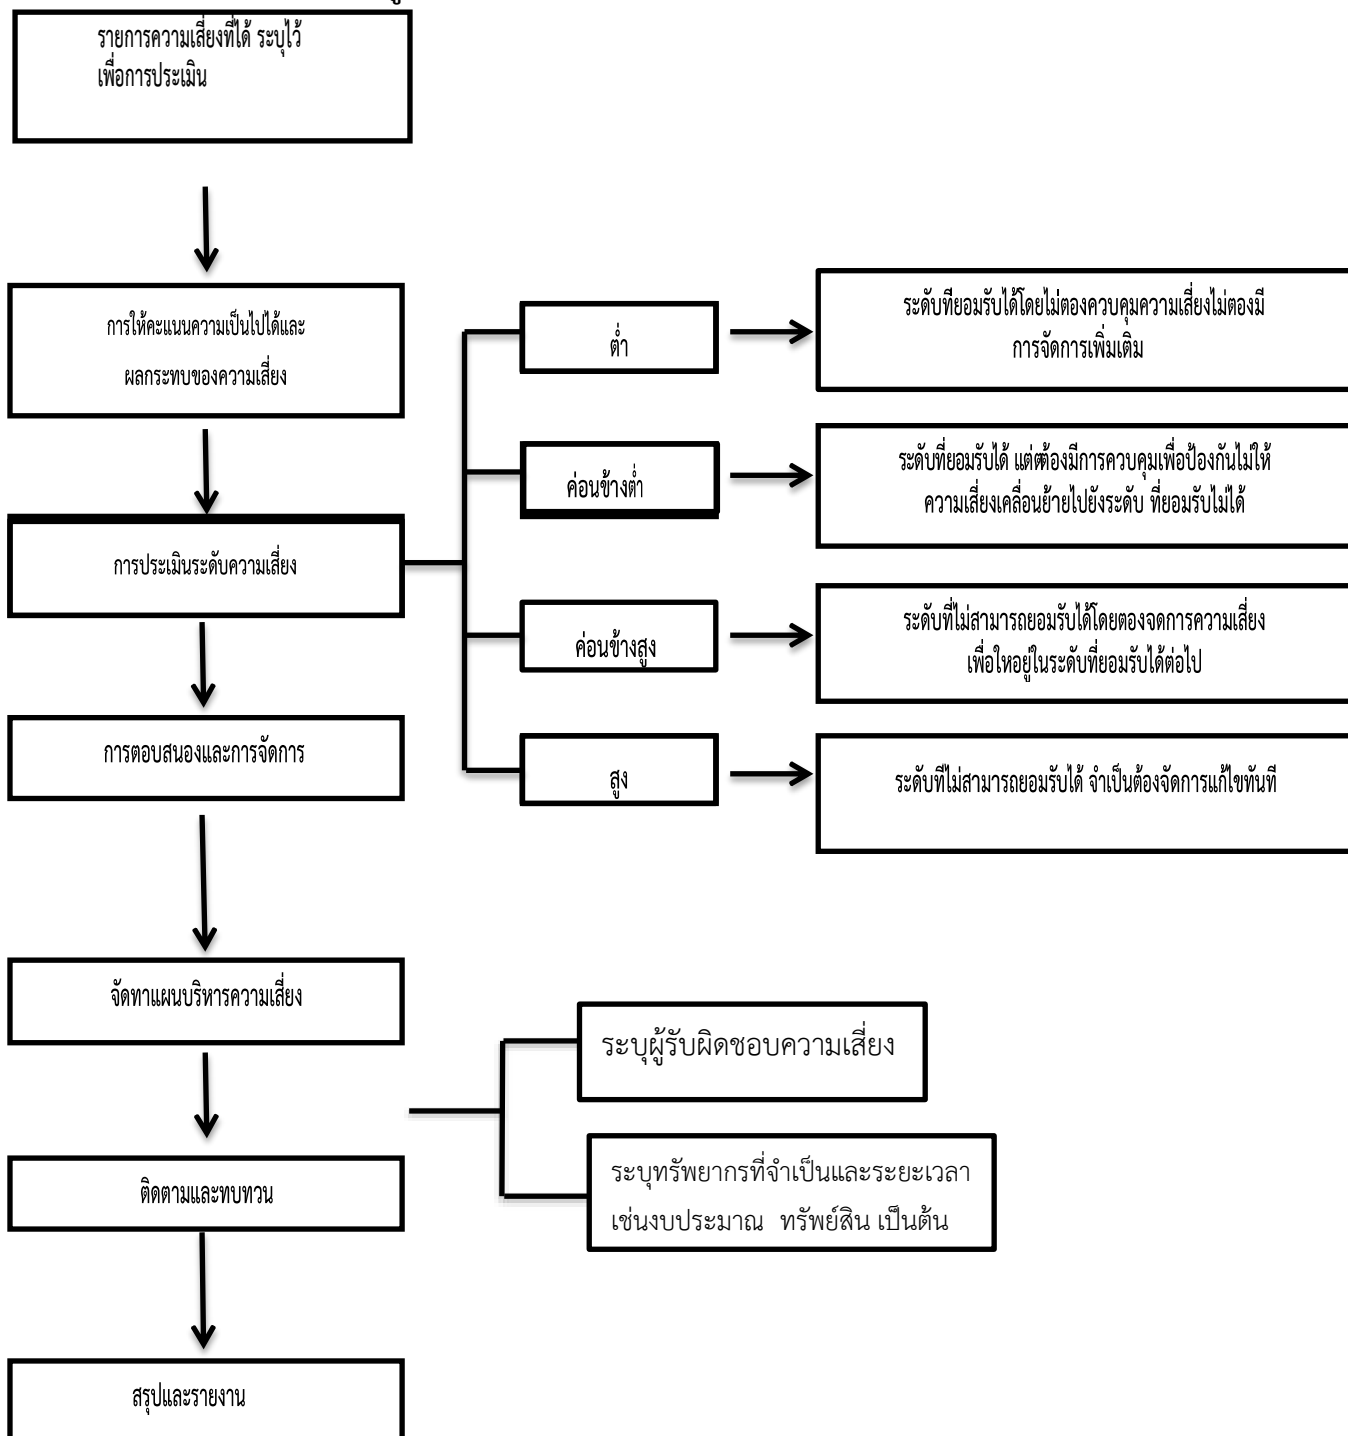 รายการความเสี่ยงที่ได้ ระบุไว้
เพื่อการประเมิน
การให้คะแนนความเป็นไปได้และ
ผลกระทบของความเสี่ยง
การประเมินระดับความเสี่ยง
ต่ำ
ระดับที่ยอมรับได้โดยไม่ตองควบคุมความเสี่ยงไม่ตองมี
การจัดการเพิ่มเติม
ค่อนข้างต่ำ
ระดับที่ยอมรับได้ แต่ต้องมีการควบคุมเพื่อป้องกันไม่ให้
ความเสี่ยงเคลื่อนย้ายไปยังระดับ ที่ยอมรับไม่ได้
ค่อนข้างสูง
ระดับที่ไม่สามารถยอมรับได้โดยตองจดการความเสี่ยง
เพื่อใหอยู่ในระดับที่ยอมรับได้ต่อไป
สูง
ระดับที่ไม่สามารถยอมรับได้ จำเป็นต้องจัดการแก้ไขทันที
การตอบสนองและการจัดการ
จัดทาแผนบริหารความเสี่ยง
ระบุผู้รับผิดชอบความเสี่ยง
ระบุทรัพยากรที่จำเป็นและระยะเวลา
เช่นงบประมาณ ทรัพย์สิน เป็นต้น
ติดตามและทบทวน
สรุปและรายงาน